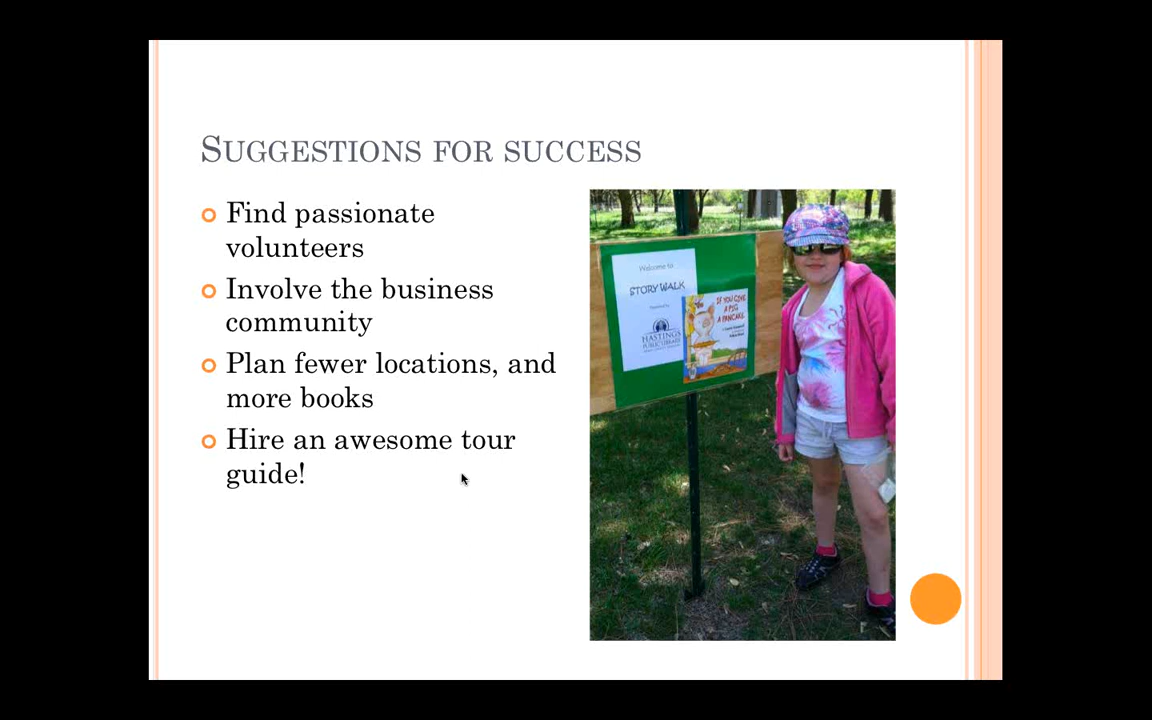 SUGGESTIONS FOR SUCCESS
Find passionate
volunteers
Involve the business
community
Plan fewer locations, and
more books
Hire an awesome tour
guide!
Welcome to
STORY WALK
HASTINGS
PUBLIC LIBRARY
IF YOU GIVE
A PIG
A PANCAKE